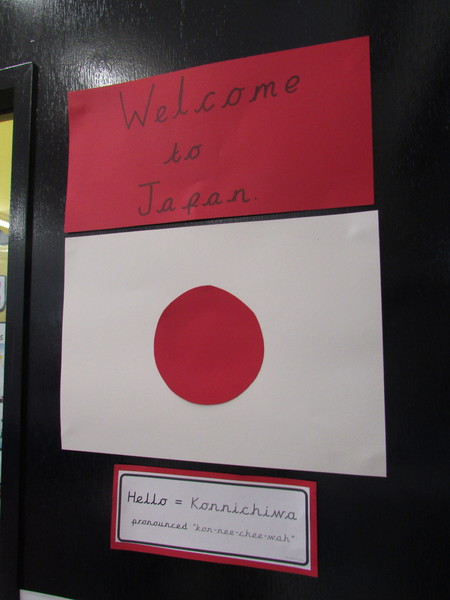 Welcome
to
Japan.
Hello = Konnichiwa
pronounced "kon-nee-chee-wah"